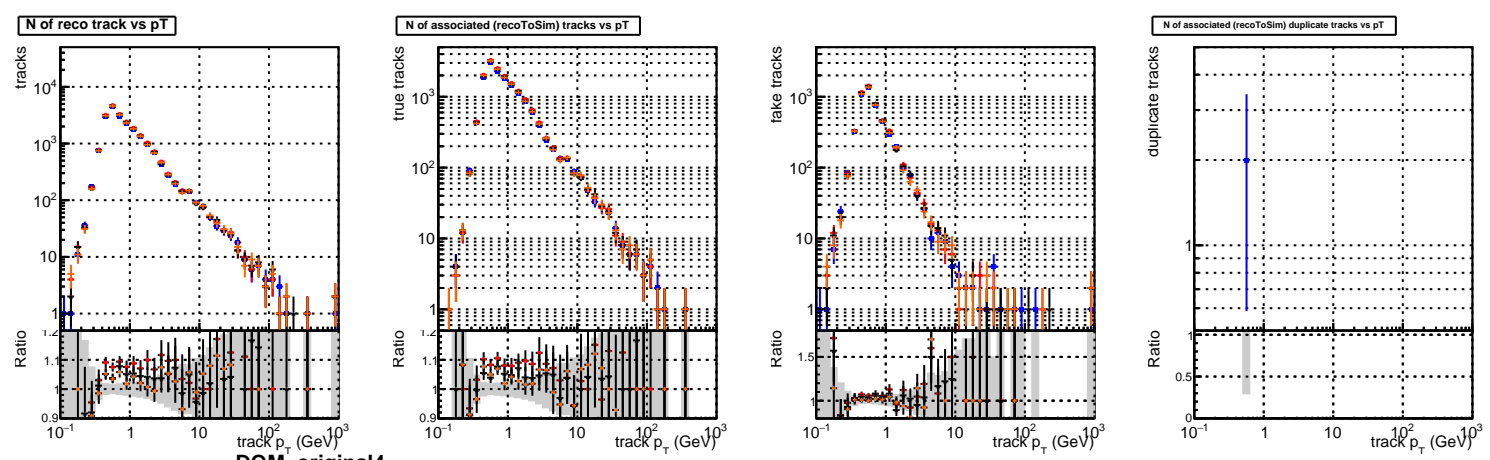 N of reco track vs pT
N of associated (recoToSim) tracks vs pT
N of associated (recoToSim) duplicate tracks vs pT
tracks
10^4
10^3
10^2
10
1
Ratio
1.2
1.1
1
0.9
10^-1 1 10 10^2 10^3
track p_T (GeV)
true tracks
10^3
10^2
10
1
Ratio
1.2
1.1
1
0.9
10^-1 1 10 10^2 10^3
track p_T (GeV)
fake tracks
10^3
10^2
10
1
Ratio
1.5
1
10^-1 1 10 10^2 10^3
track p_T (GeV)
duplicate tracks
1
Ratio
1
0.5
0
10^-1 1 10 10^2 10^3
track p_T (GeV)